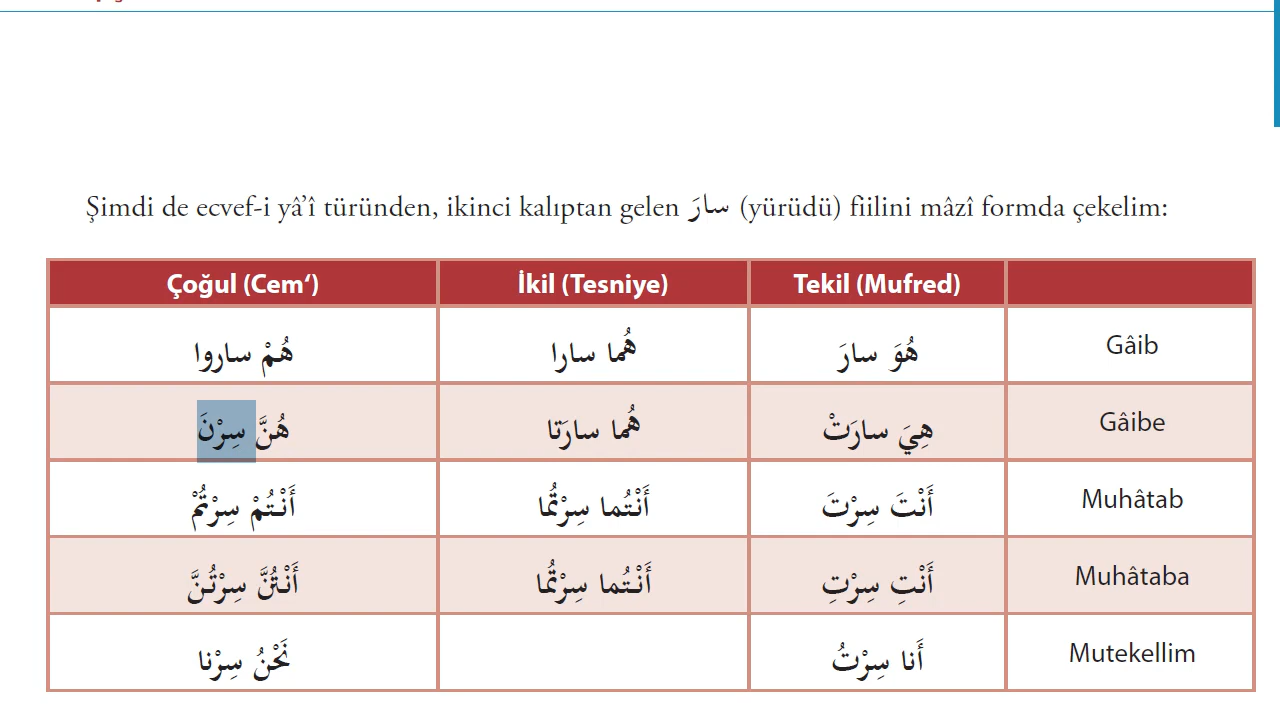 Şimdi de ecvef-i yâ’î türünden, ikinci kalıptan gelen سارَ (yürüdü) fiilini mâzî formda çekelim:
Çoğul (Cem‘) İkil (Tesniye) Tekil (Mufred)
هُمْ ساروا هُما سارا هُوَ سارَ Gâib
هُنَّ سِرْنَ هُما سارَتا هِيَ سارَتْ Gâibe
أَنْتُمْ سِرْتُمْ أَنْتُما سِرْتُما أَنْتَ سِرْتَ Muhâtab
أَنْتُنَّ سِرْتُنَّ أَنْتُما سِرْتُما أَنْتِ سِرْتِ Muhâtaba
نَحْنُ سِرْنا أَنا سِرْتُ Mutekellim